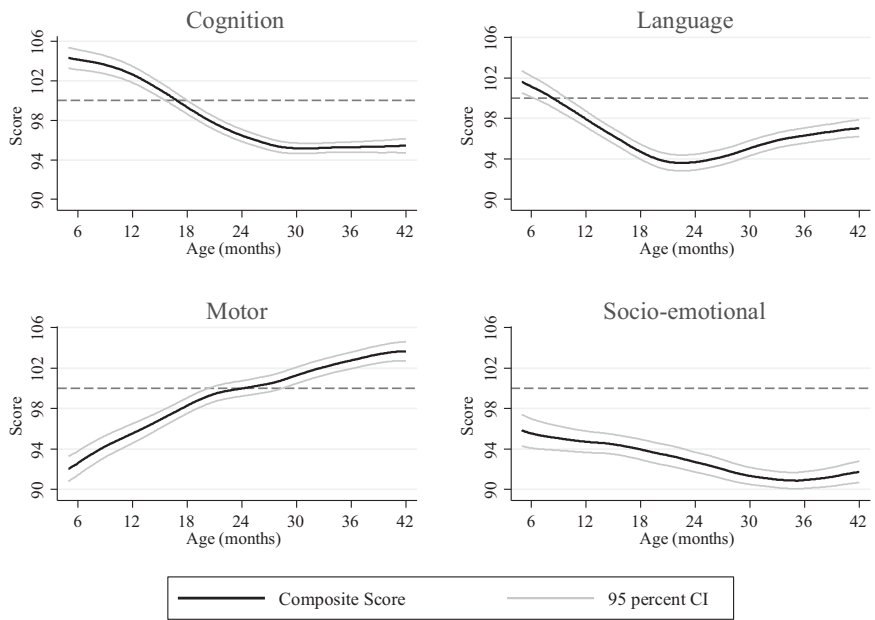 Cognition
106
102
98
94
90
Score
6 12 18 24 30 36 42
Age (months)
Language
106
102
98
94
90
Score
6 12 18 24 30 36 42
Age (months)
Motor
106
102
98
94
90
Score
6 12 18 24 30 36 42
Age (months)
Socio-emotional
106
102
98
94
90
Score
6 12 18 24 30 36 42
Age (months)
Composite Score
95 percent CI